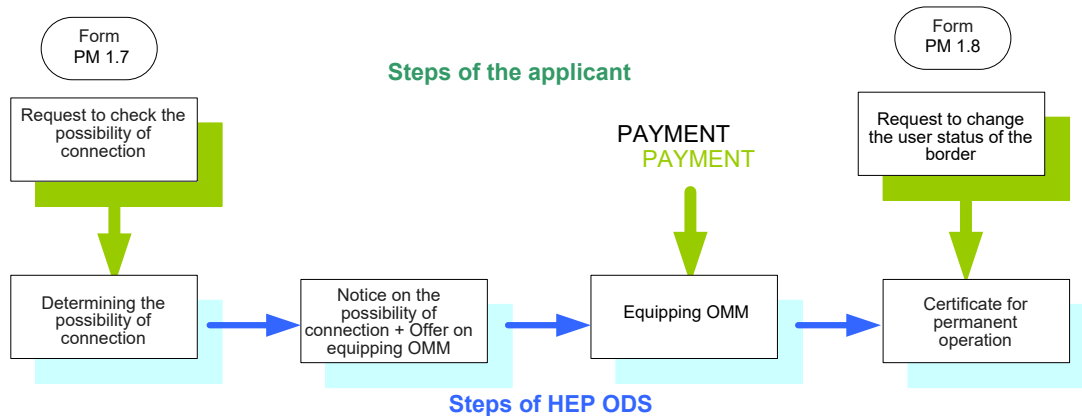 Form
PM 1.7
Form
PM 1.8
Steps of the applicant
Request to check the
possibility of
connection
PAYMENT
PAYMENT
Request to change
the user status of the
border
Determining the
possibility of
connection
Notice on the
possibility of
connection + Offer on
equipping OMM
Equipping OMM
Certificate for
permanent
operation
Steps of HEP ODS